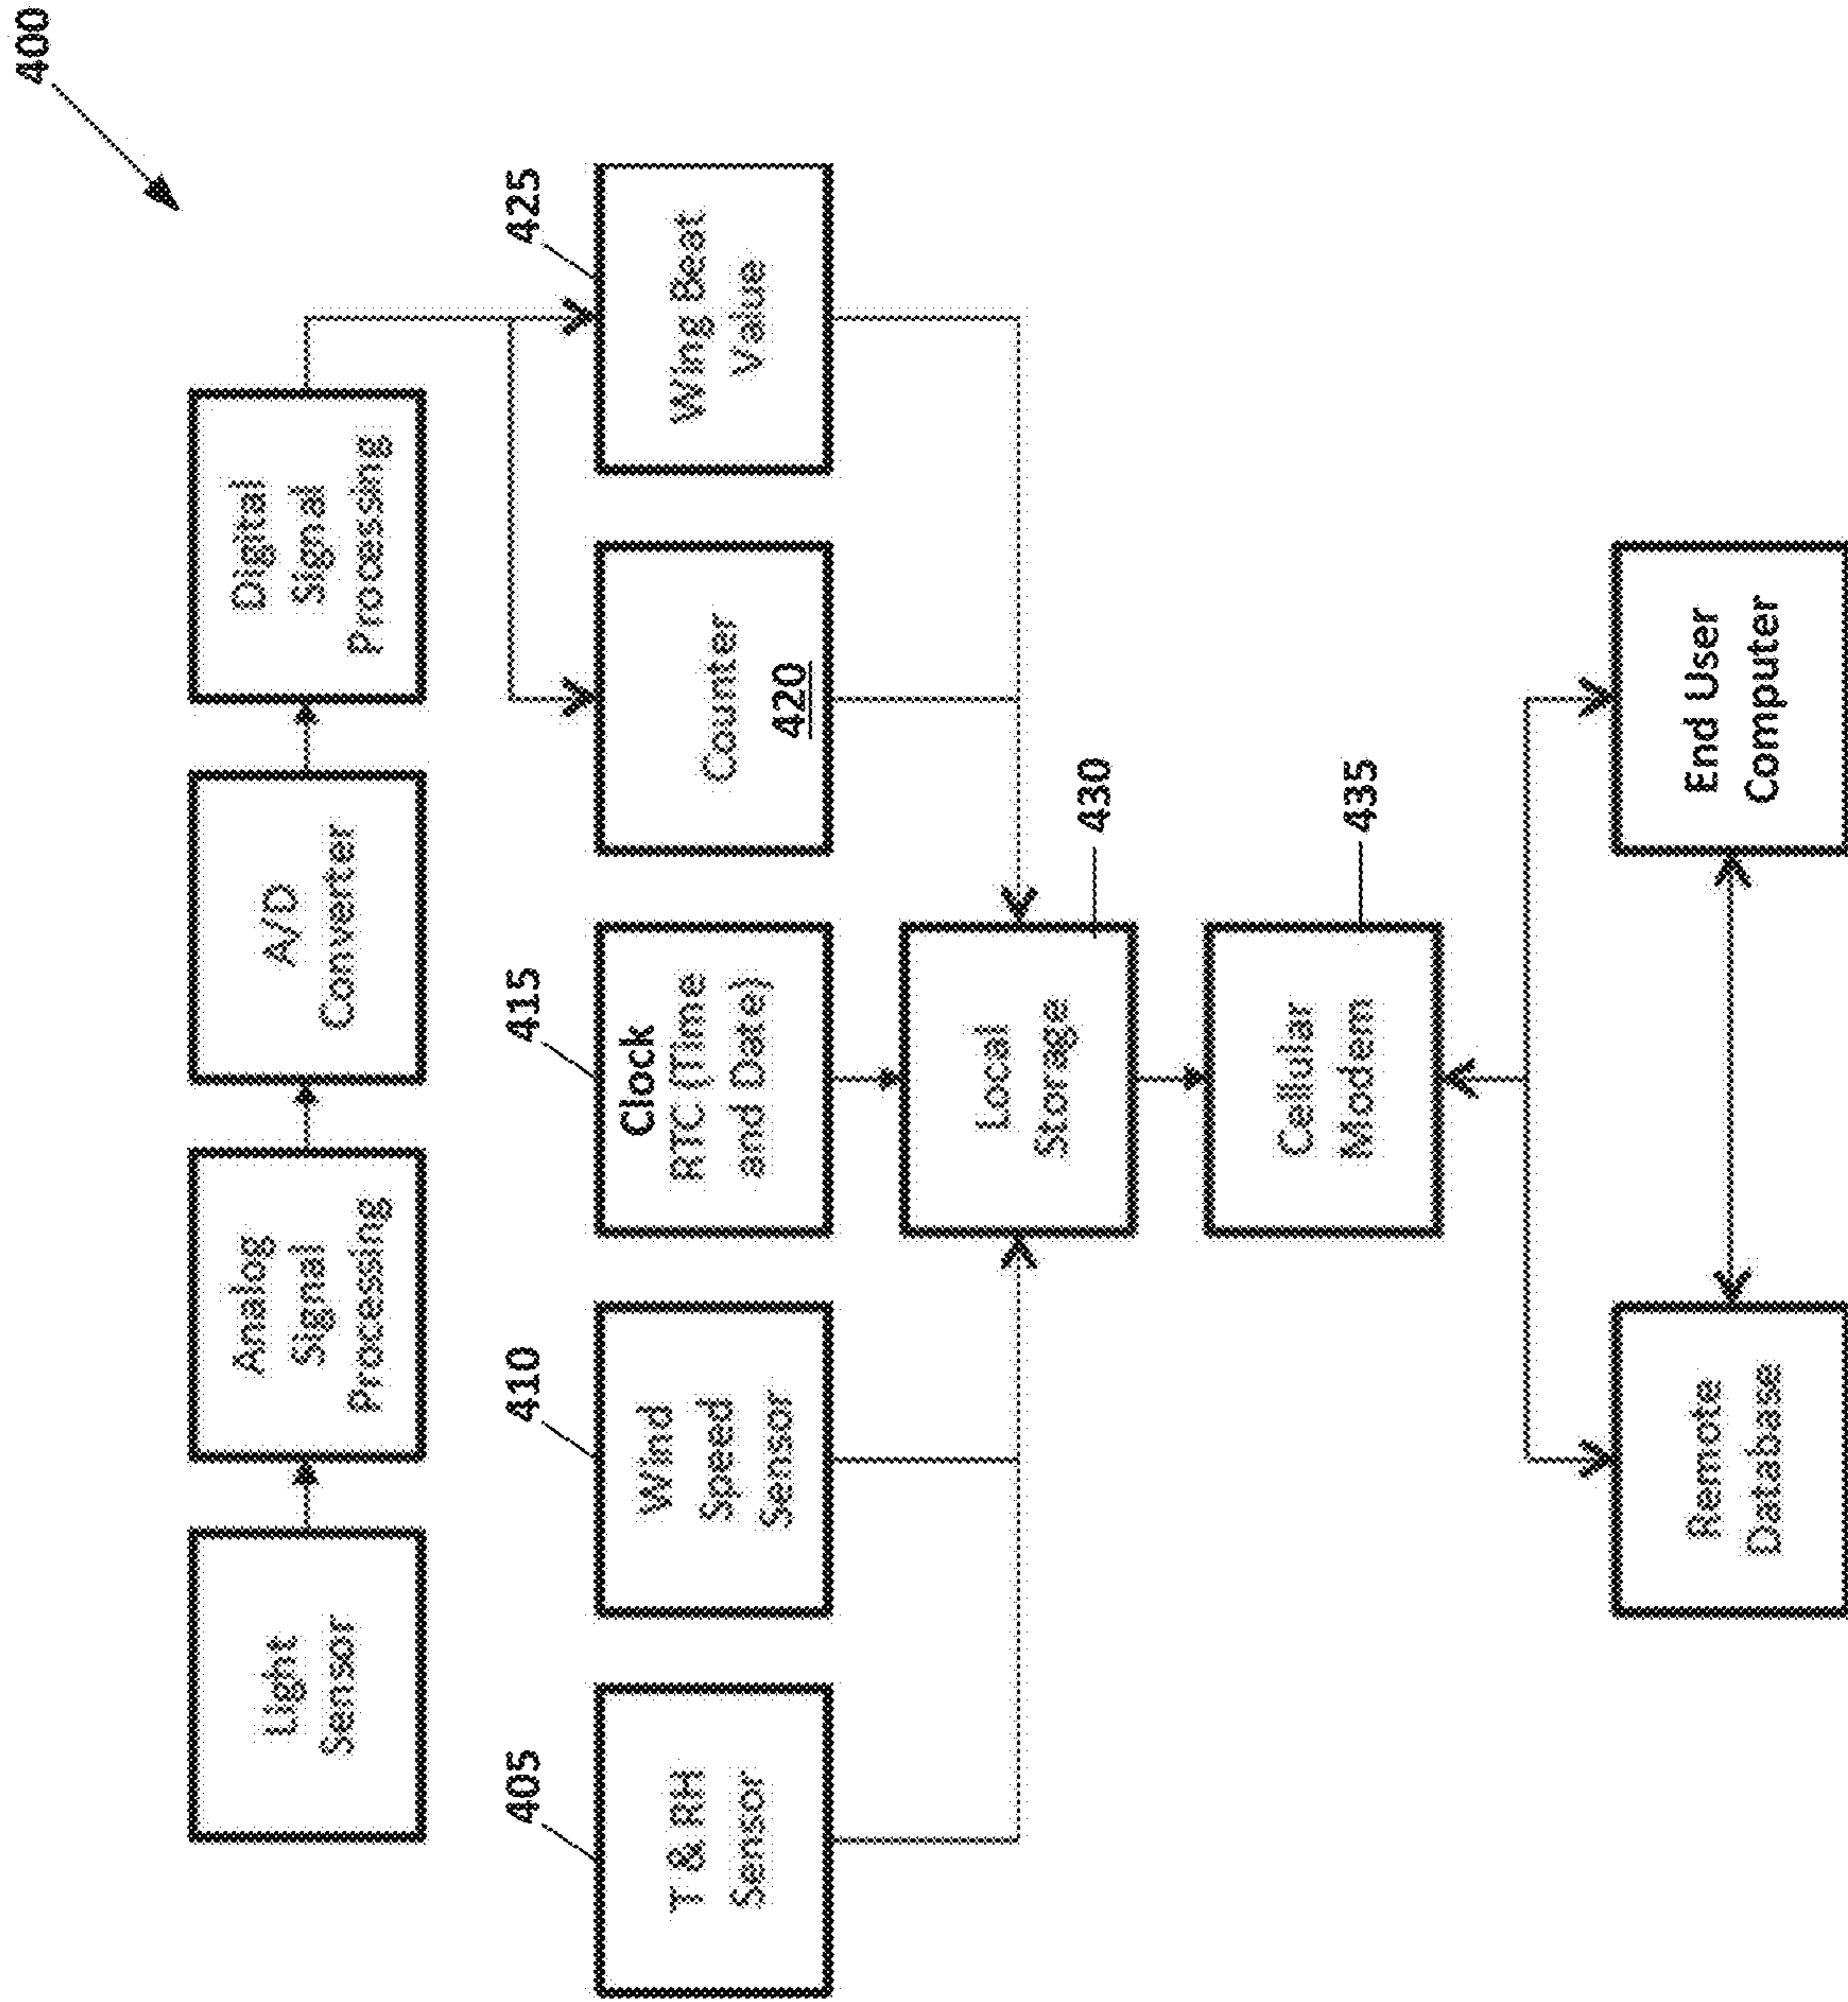 400
Light
Sensor
Analog
Signal
Processing
A/D
Converter
Digital
Signal
Processing
405
T & RH
Sensor
410
Wind
Speed
Sensor
415
Clock
RTC (Time
and Date)
Counter
420
425
Wing Beat
Value
Local
Storage
430
Cellular
Modem
435
Remote
Database
End User
Computer